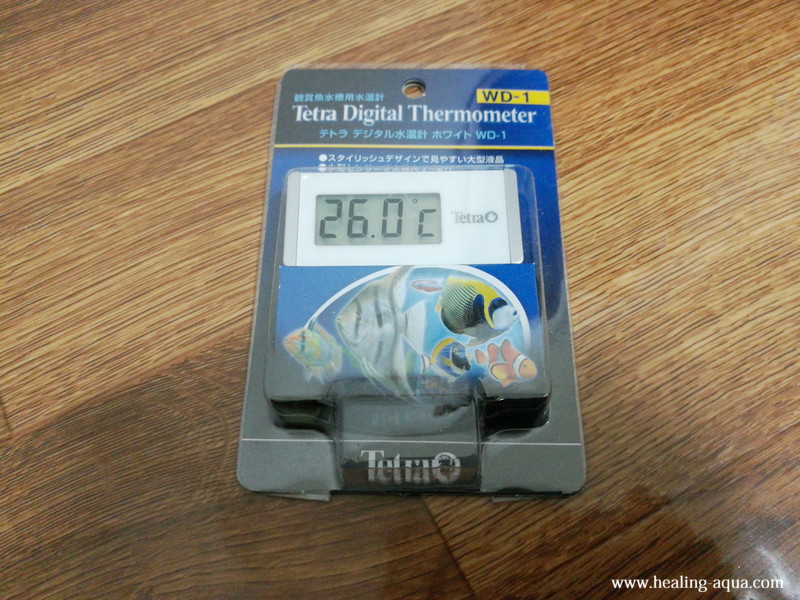 観賞魚水槽用水温計
WD-1
Tetra Digital Thermometer
テトラ デジタル水温計 ホワイト WD-1
●スタイリッシュデザインで見やすい大型液晶
26.0℃
Tetra
Tetra
www.healing-aqua.com